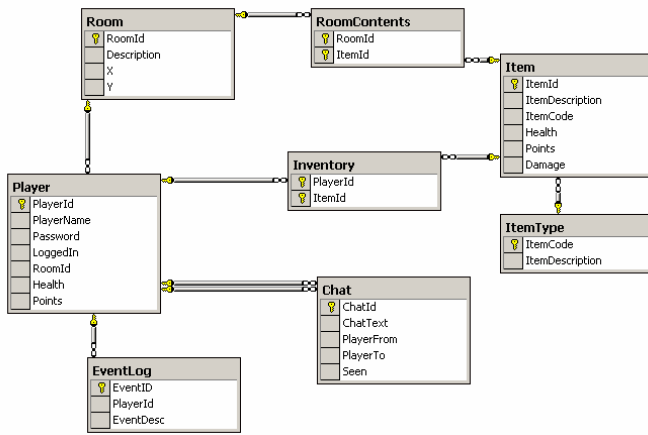 Room
RoomId
Description
X
Y
RoomContents
RoomId
ItemId
Item
ItemId
ItemDescription
ItemCode
Health
Points
Damage
Inventory
PlayerId
ItemId
Player
PlayerId
PlayerName
Password
LoggedIn
RoomId
Health
Points
ItemType
ItemCode
ItemDescription
Chat
ChatId
ChatText
PlayerFrom
PlayerTo
Seen
EventLog
EventID
PlayerId
EventDesc